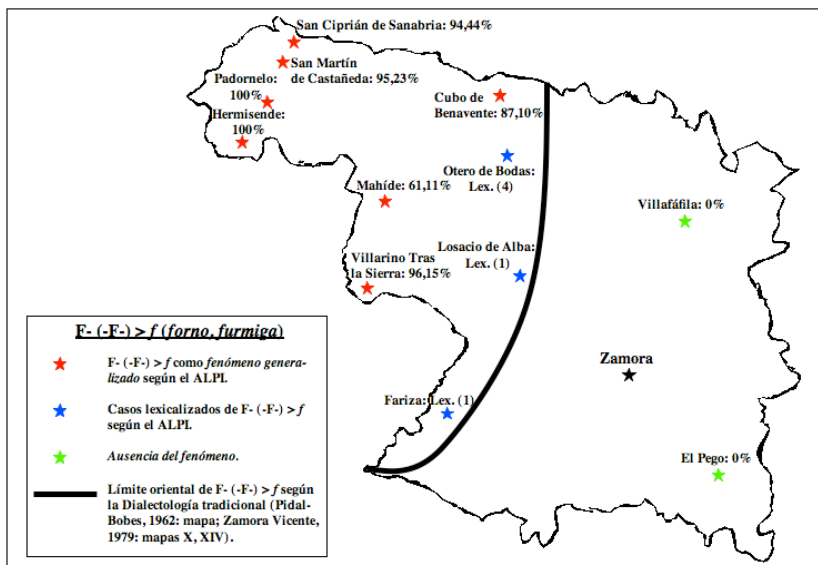 San Ciprián de Sanabria: 94,44%
San Martín
de Castañeda: 95,23%
Padornelo:
100%
Hermisende:
100%
Cubo de
Benavente: 87,10%
Otero de Bodas:
Lex. (4)
Mahíde: 61,11%
Villafáfila: 0%
Losacio de Alba:
Lex. (1)
Villarino Tras
la Sierra: 96,15%
Zamora
Fariza: Lex. (1)
El Pego: 0%
F- (-F-) > f (forno, furmiga)
F- (-F-) > f como fenómeno genera-
lizado según el ALPI.
Casos lexicalizados de F- (-F-) > f
según el ALPI.
Ausencia del fenómeno.
Límite oriental de F- (-F-) > f según
la Dialectología tradicional (Pidal-
Bobes, 1962: mapa; Zamora Vicente,
1979: mapas X, XIV).